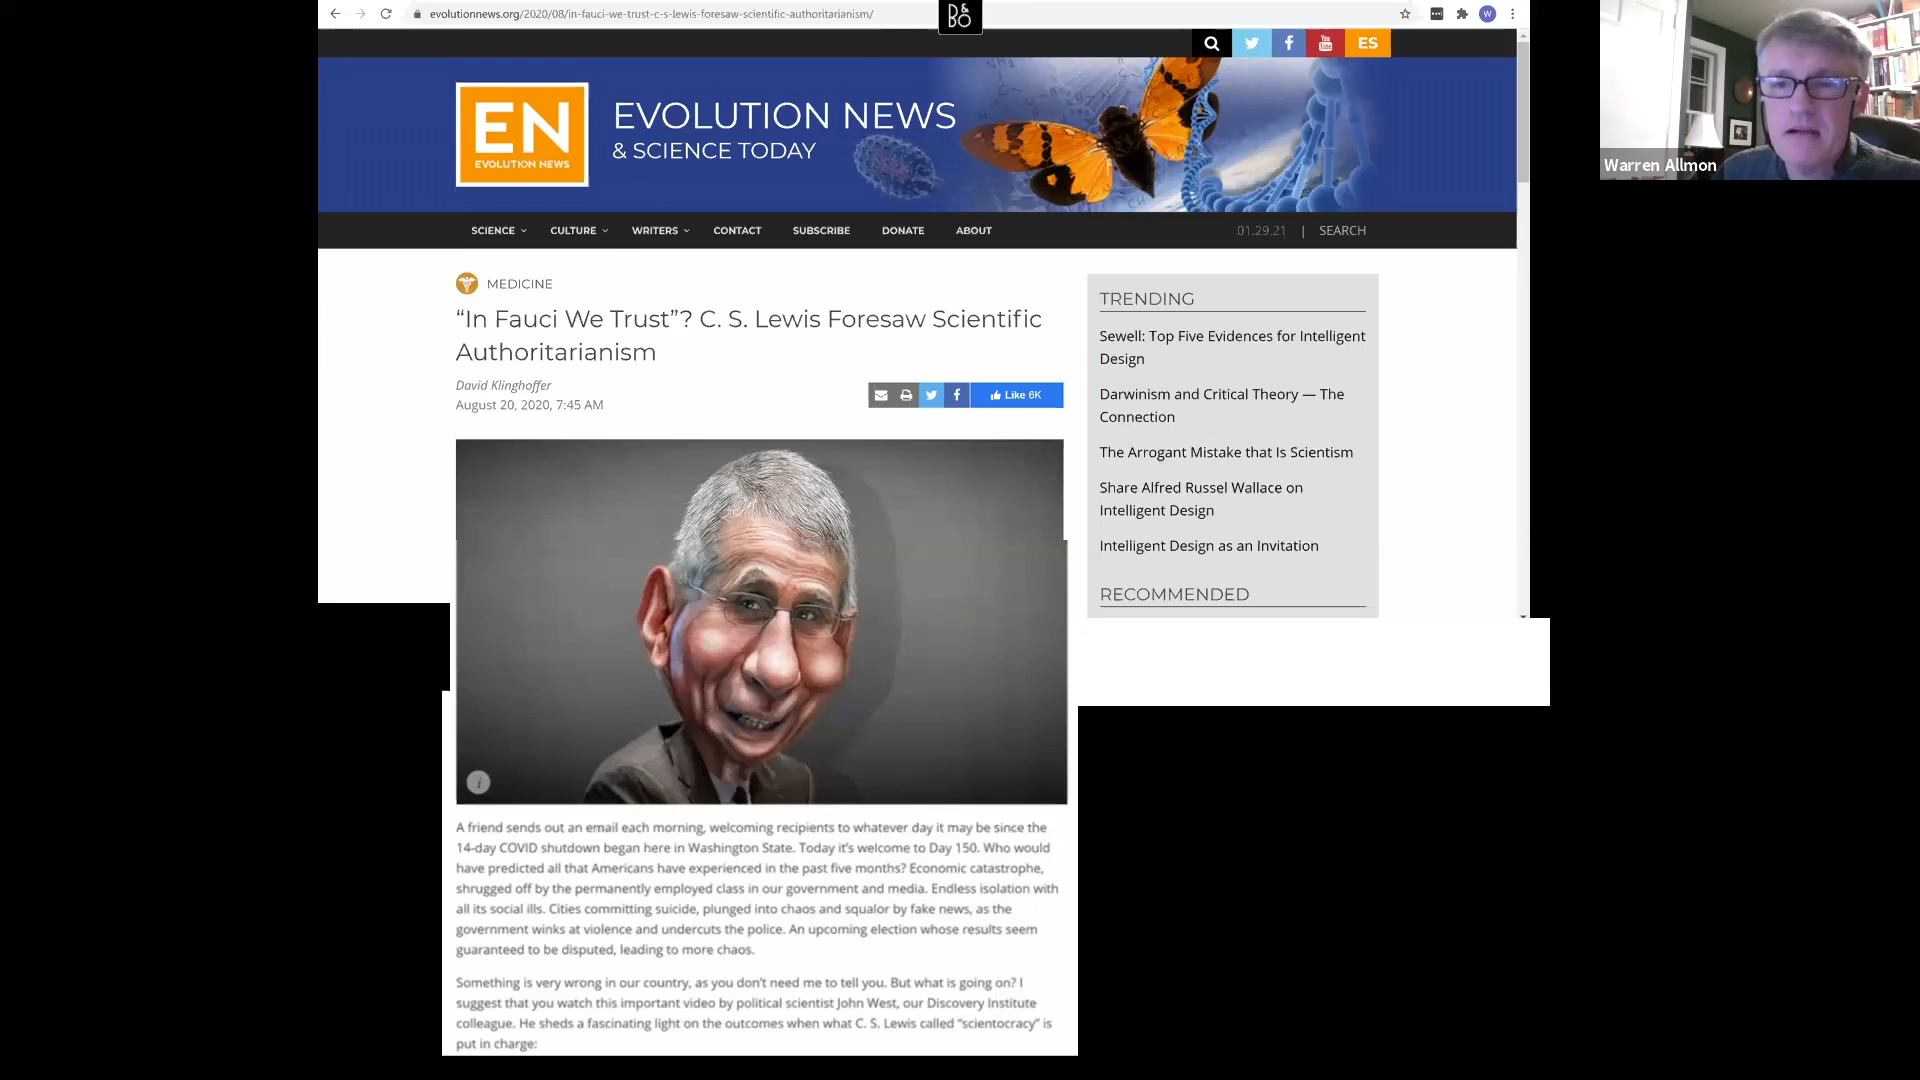 evolutionnews.org/2020/08/in-fauci-we-trust-c-s-lewis-foresaw-scientific-authoritarianism/
B&O
W
You Tube
ES
EN
EVOLUTION NEWS
EVOLUTION NEWS
& SCIENCE TODAY
SCIENCE CULTURE WRITERS CONTACT SUBSCRIBE DONATE ABOUT 01.29.21 | SEARCH
MEDICINE
“In Fauci We Trust”? C. S. Lewis Foresaw Scientific
Authoritarianism
David Klinghoffer
August 20, 2020, 7:45 AM
Like 6K
A friend sends out an email each morning, welcoming recipients to whatever day it may be since the
14-day COVID shutdown began here in Washington State. Today it’s welcome to Day 150. Who would
have predicted all that Americans have experienced in the past five months? Economic catastrophe,
shrugged off by the permanently employed class in our government and media. Endless isolation with
all its social ills. Cities committing suicide, plunged into chaos and squalor by fake news, as the
government winks at violence and undercuts the police. An upcoming election whose results seem
guaranteed to be disputed, leading to more chaos.
Something is very wrong in our country, as you don’t need me to tell you. But what is going on? I
suggest that you watch this important video by political scientist John West, our Discovery Institute
colleague. He sheds a fascinating light on the outcomes when what C. S. Lewis called “scientocracy” is
put in charge:
TRENDING
Sewell: Top Five Evidences for Intelligent
Design
Darwinism and Critical Theory — The
Connection
The Arrogant Mistake that Is Scientism
Share Alfred Russel Wallace on
Intelligent Design
Intelligent Design as an Invitation
RECOMMENDED
Warren Allmon